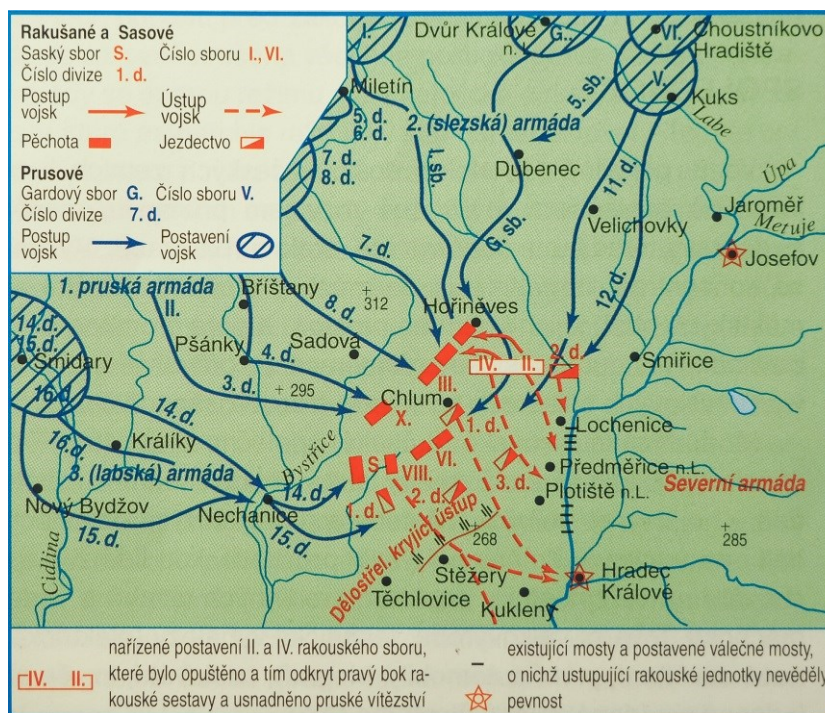 Rakušané a Sasové
Saský sbor S. Číslo sboru I., VI.
Číslo divize 1. d.
Postup vojsk
Ústup vojsk
Pěchota
Jezdectvo
Prusové
Gardový sbor G. Číslo sboru V.
Číslo divize 7. d.
Postup vojsk
Postavení vojsk
I.
Dvůr Králové n. L.
G.
VI.
Choustníkovo Hradiště
V.
Kuks
Miletín
5. d.
6. d.
7. d.
8. d.
2. (slezská) armáda
5. sb.
I. sb.
Labe
Dubenec
11. d.
Úpa
G. sb.
Velichovky
Jaroměř
Metuje
Josefov
7. d.
12. d.
1. pruská armáda
II.
Bříšťany
312
8. d.
Hořiněves
14.d.
15.d.
Smidary
16.d.
Pšánky
4. d.
Sadova
3. d.
295
III.
IV. II.
2. d.
Smiřice
Chlum
X.
1. d.
Lochenice
14. d.
16. d.
Králíky
3. (labská) armáda
Bystřice
S.
VIII.
VI.
3. d.
Předměřice n.L.
Plotiště n.L.
Severní armáda
Nový Bydžov
Nechanice
14. d.
15. d.
15. d.
1. d.
2. d.
Dělostřel. kryjící ústup
268
285
Cidlina
Stěžery
Těchlovice
Kukleny
Hradec Králové
IV. II.
nařízené postavení II. a IV. rakouského sboru,
které bylo opuštěno a tím odkryt pravý bok ra-
kouské sestavy a usnadněno pruské vítězství
existující mosty a postavené válečné mosty,
o nichž ustupující rakouské jednotky nevěděly
pevnost